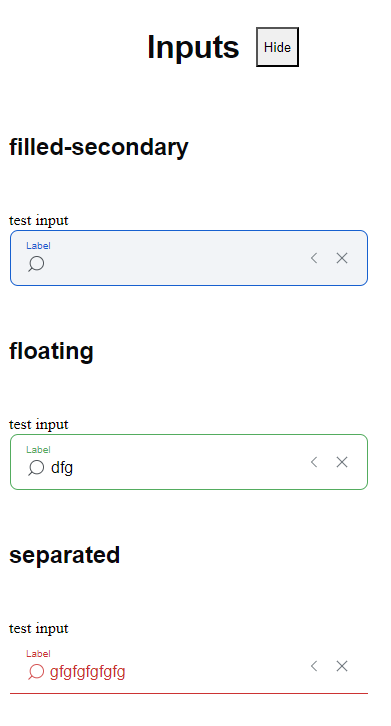 Inputs Hide
filled-secondary
test input
Label
floating
test input
Label
dfg
separated
test input
Label
gfgfgfgfgfg